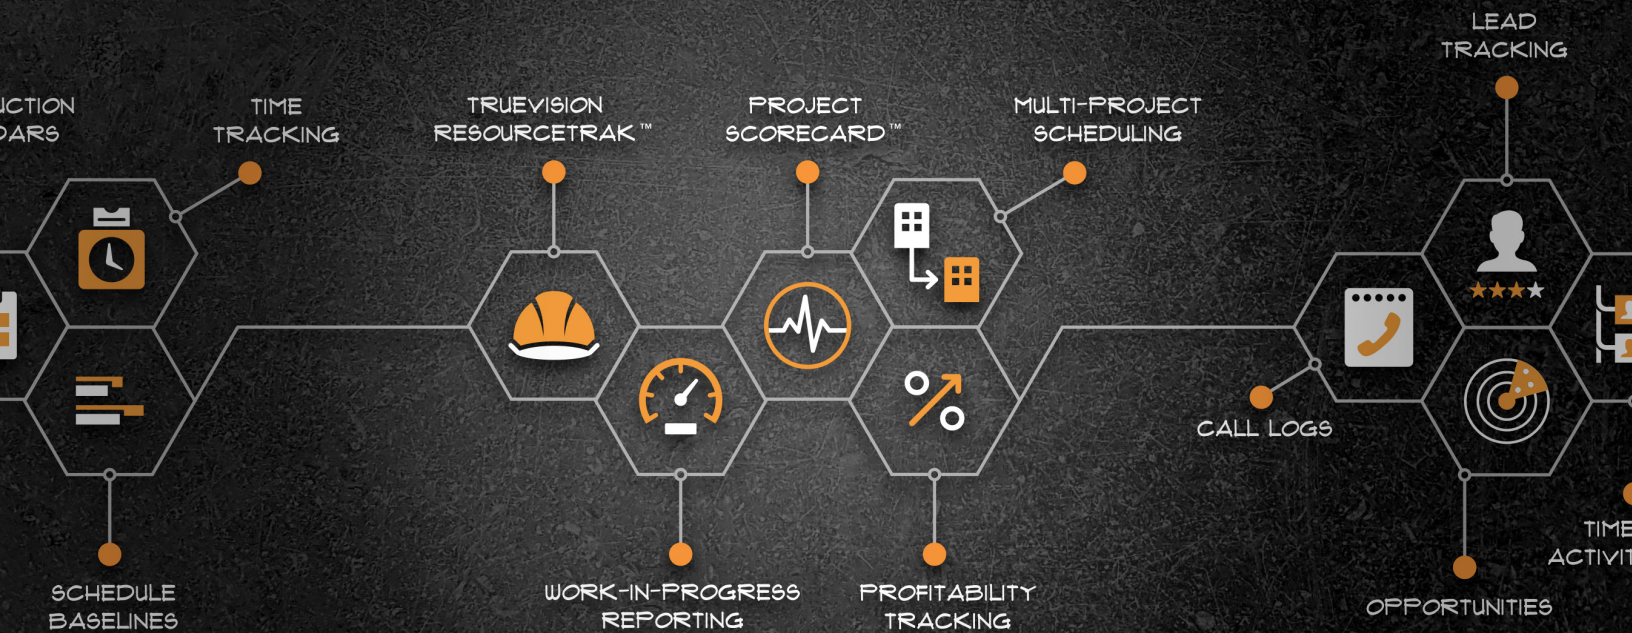 LEAD
TRACKING
TIME
TRACKING
TRUEVISION
RESOURCETRAK™
PROJECT
SCORECARD™
MULTI-PROJECT
SCHEDULING
CALL LOGS
TIME
SCHEDULE
BASELINES
WORK-IN-PROGRESS
REPORTING
PROFITABILITY
TRACKING
OPPORTUNITIES